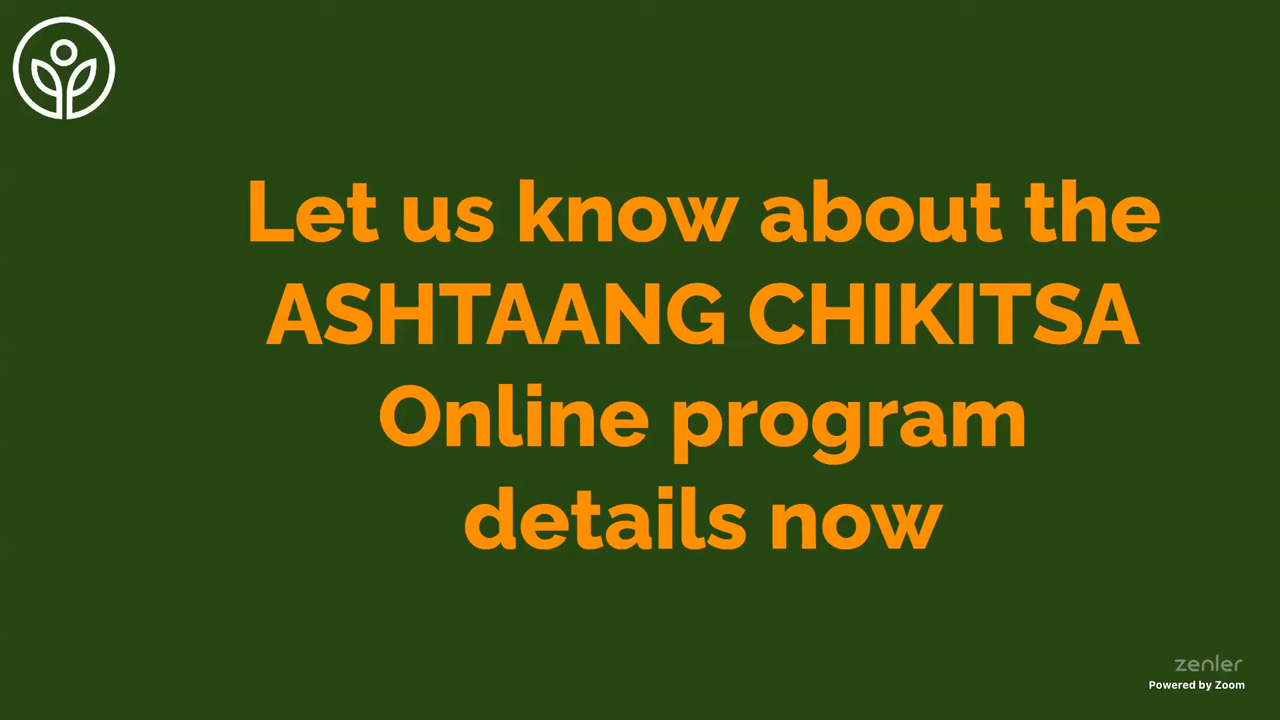 Let us know about the
ASHTAANG CHIKITSA
Online program
details now
zenler
Powered by Zoom